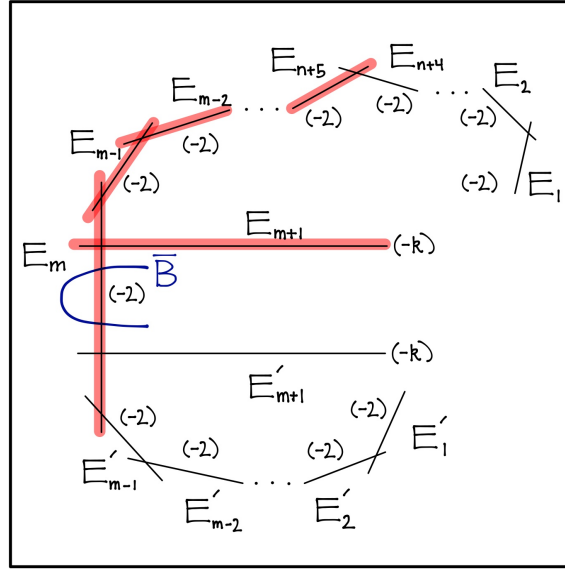 E_{n+5} E_{n+4}
E_{m-2} · · · · E_2
(-2) (-2) · · · · (-2)
E_{m-1} (-2)
(-2) (-2) E_1
E_{m+1}
E_m (-k)
B̄
(-2)
(-k)
E'_{m+1}
(-2) (-2)
(-2) (-2) E'_1
E'_{m-1} · · · ·
E'_{m-2} E'_2